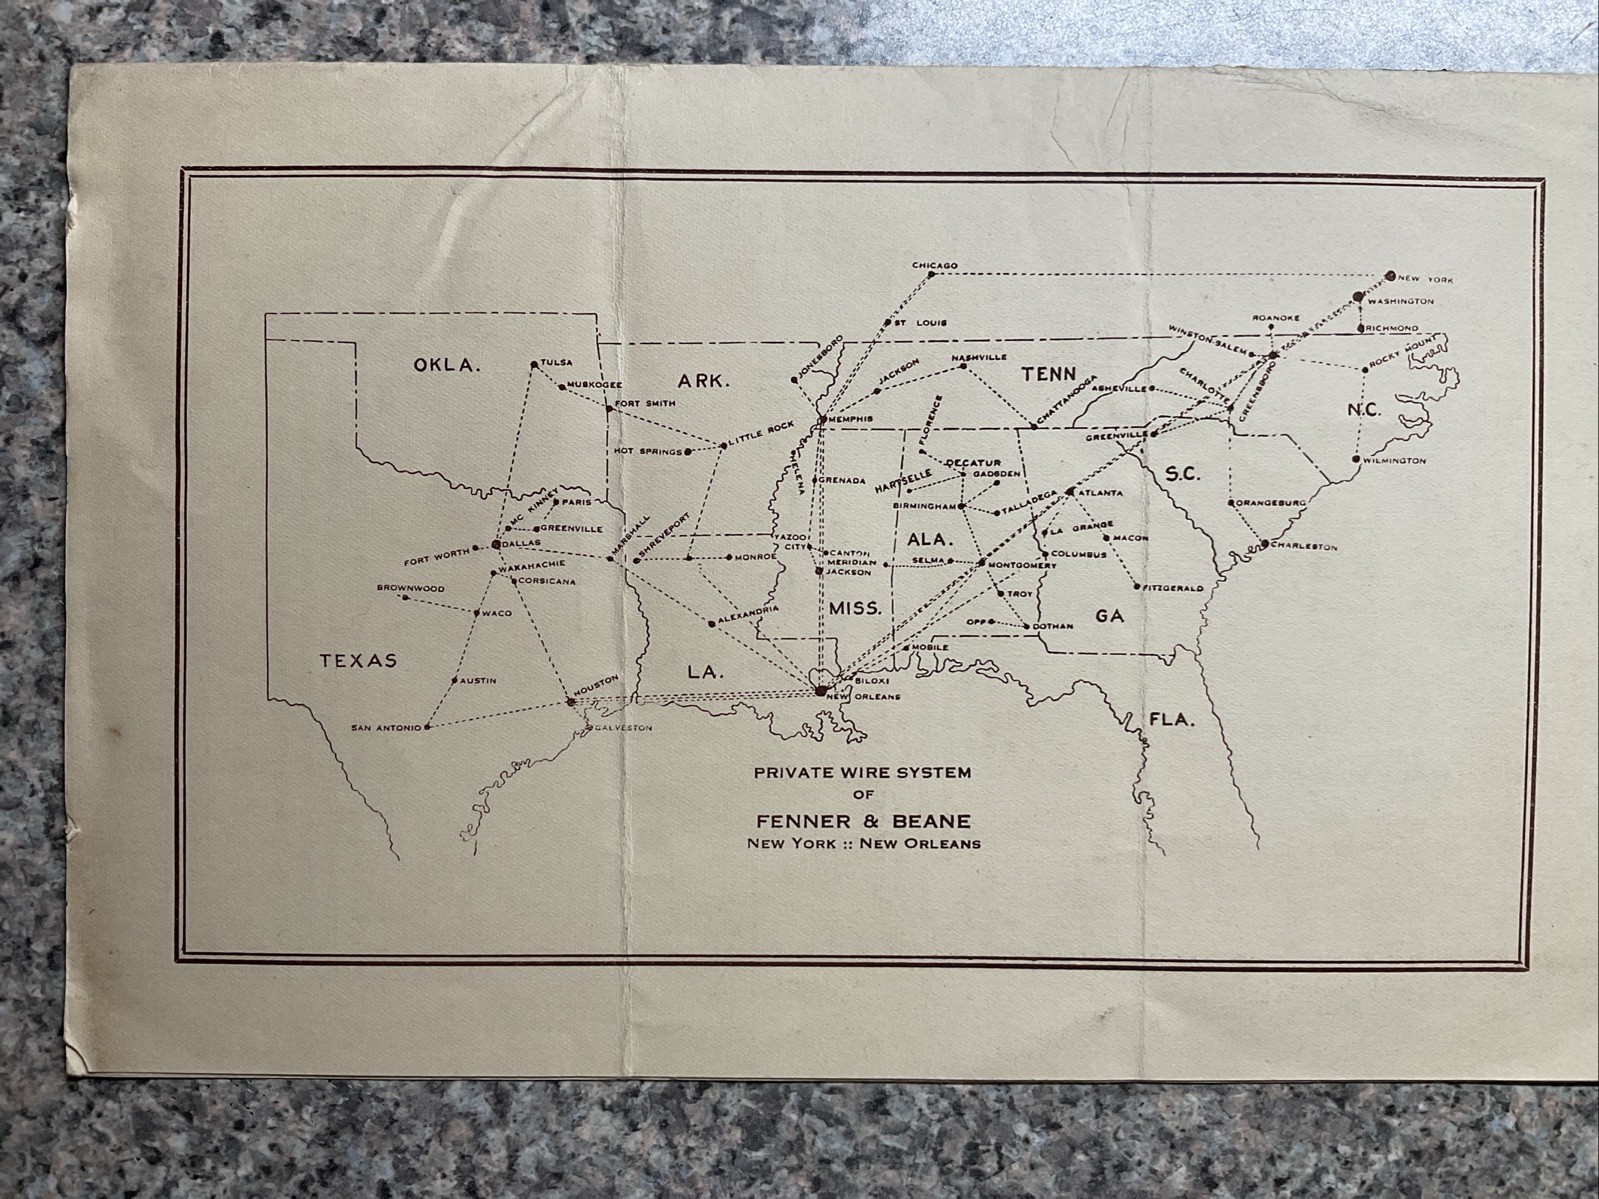 CHICAGO
NEW YORK
WASHINGTON
ROANOKE
RICHMOND
ST. LOUIS
WINSTON-SALEM
ROCKY MOUNT
JONESBORO
NASHVILLE
JACKSON
TENN
CHATTANOOGA
ASHEVILLE
CHARLOTTE
GREENSBORO
N.C.
OKLA.
TULSA
MUSKOGEE
ARK.
FORT SMITH
LITTLE ROCK
HOT SPRINGS
MEMPHIS
HELENA
FLORENCE
GREENVILLE
WILMINGTON
DECATUR
GADSDEN
HARTSELLE
S.C.
GRENADA
BIRMINGHAM
TALLADEGA
ATLANTA
ORANGEBURG
MC KINNEY
PARIS
GREENVILLE
DALLAS
FORT WORTH
MARSHALL
SHREVEPORT
MONROE
YAZOO
CITY
CANTON
MERIDIAN
JACKSON
ALA.
SELMA
MONTGOMERY
LA GRANGE
MACON
COLUMBUS
CHARLESTON
WAXAHACHIE
CORSICANA
BROWNWOOD
WACO
ALEXANDRIA
MISS.
TROY
OPP
DOTHAN
FITZGERALD
GA
TEXAS
AUSTIN
SAN ANTONIO
HOUSTON
GALVESTON
LA.
MOBILE
BILOXI
NEW ORLEANS
FLA.
PRIVATE WIRE SYSTEM
OF
FENNER & BEANE
NEW YORK :: NEW ORLEANS